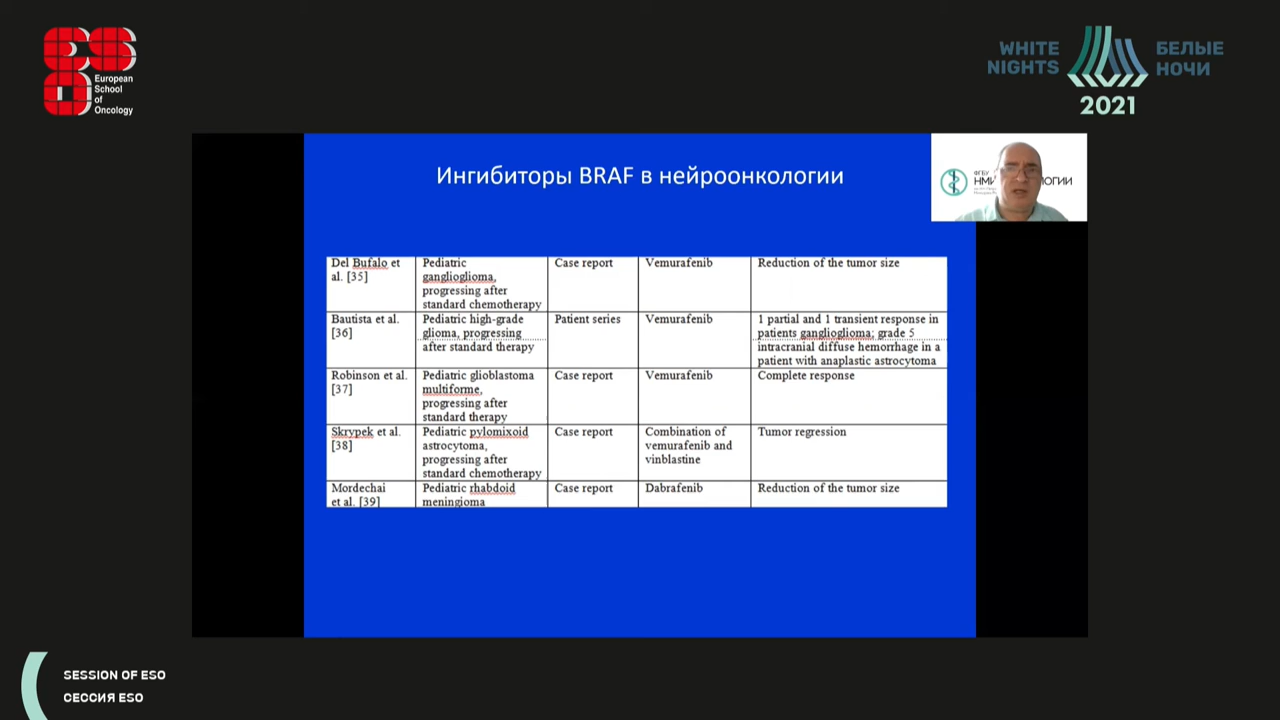 ESO
European
School
of
Oncology
WHITE
NIGHTS
БЕЛЫЕ
НОЧИ
2021
Ингибиторы BRAF в нейроонкологии
ФГБУ
Del Bufalo et
al. [35]
Pediatric
ganglioglioma,
progressing after
standard chemotherapy
Case report
Vemurafenib
Reduction of the tumor size
Bautista et al.
[36]
Pediatric high-grade
glioma, progressing
after standard therapy
Patient series
Vemurafenib
1 partial and 1 transient response in
patients ganglioglioma; grade 5
intracranial diffuse hemorrhage in a
patient with anaplastic astrocytoma
Robinson et al.
[37]
Pediatric glioblastoma
multiforme,
progressing after
standard therapy
Case report
Vemurafenib
Complete response
Skrypek et al.
[38]
Pediatric pylomixoid
astrocytoma,
progressing after
standard chemotherapy
Case report
Combination of
vemurafenib and
vinblastine
Tumor regression
Mordechai
et al. [39]
Pediatric rhabdoid
meningioma
Case report
Dabrafenib
Reduction of the tumor size
SESSION OF ESO
СЕССИЯ ESO